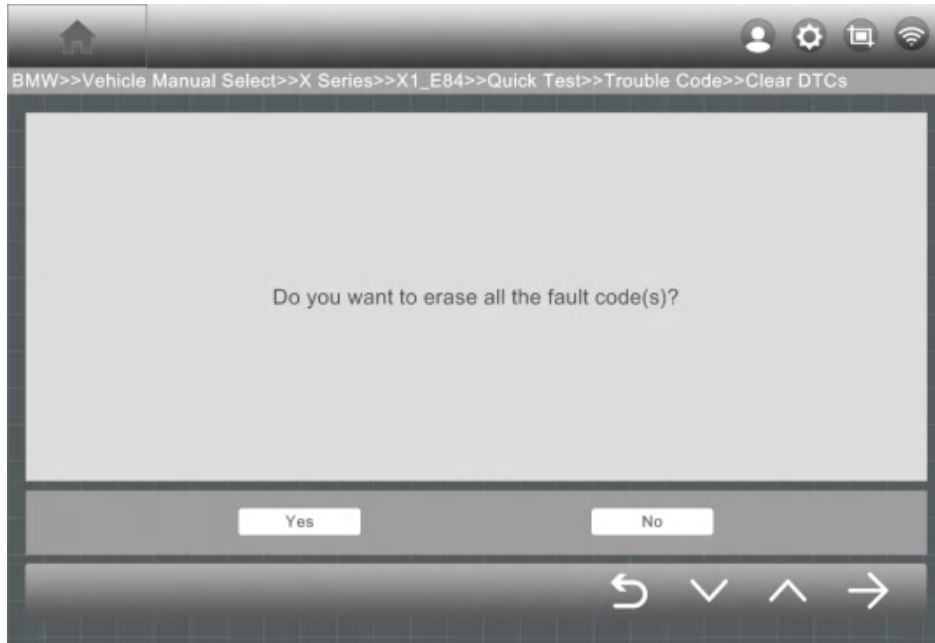 BMW>>Vehicle Manual Select>>X Series>>X1_E84>>Quick Test>>Trouble Code>>Clear DTCs
Do you want to erase all the fault code(s)?
Yes
No